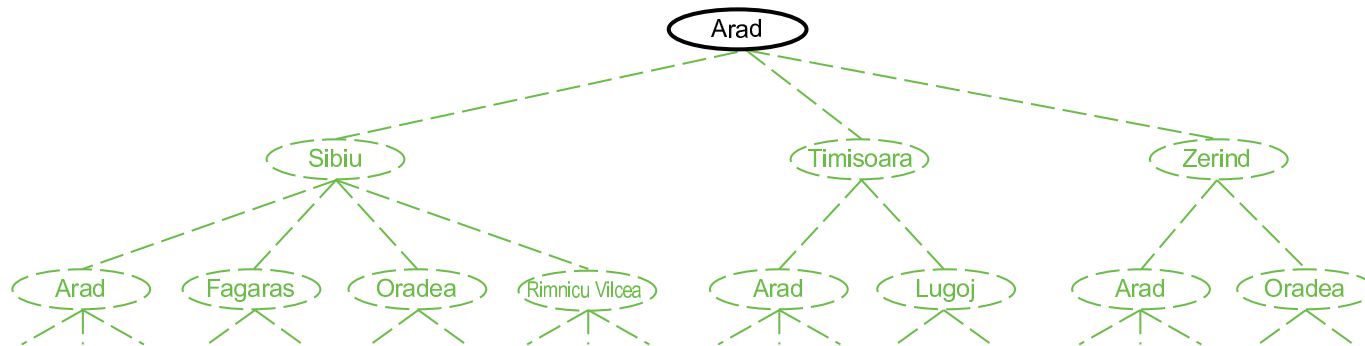 Arad
Sibiu
Timisoara
Zerind
Arad
Fagaras
Oradea
Rimnicu Vilcea
Arad
Lugoj
Arad
Oradea